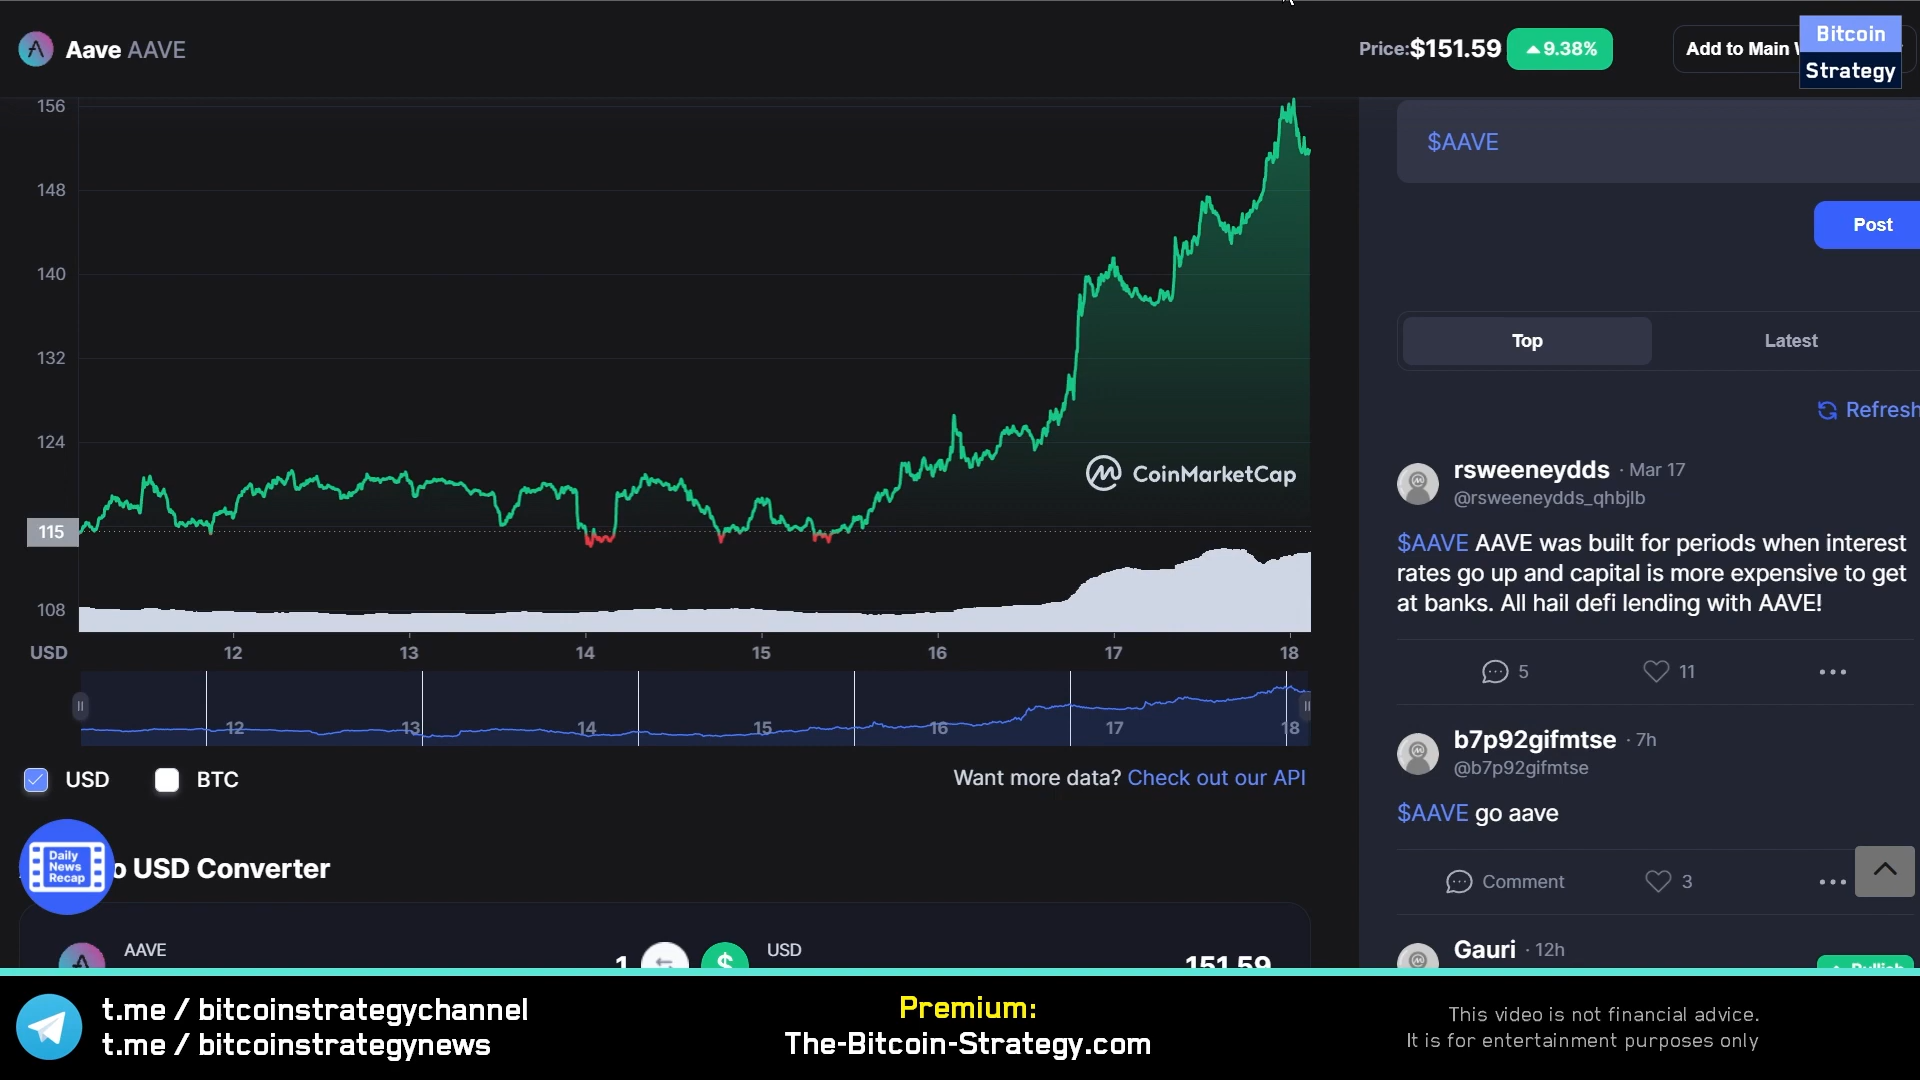 Aave AAVE
Price:$151.59
9.38%
Add to Main
Bitcoin
Strategy
156
148
140
132
124
115
108
CoinMarketCap
USD
12
13
14
15
16
17
18
12
13
14
15
16
17
18
USD
BTC
Want more data? Check out our API
Daily
News
Recap
o USD Converter
AAVE
1
USD
151.59
$AAVE
Post
Top
Latest
Refresh
rsweeneydds · Mar 17
@rsweeneydds_qhbjlb
$AAVE AAVE was built for periods when interest
rates go up and capital is more expensive to get
at banks. All hail defi lending with AAVE!
5
11
b7p92gifmtse · 7h
@b7p92gifmtse
$AAVE go aave
Comment
3
Gauri · 12h
Bullish
t.me / bitcoinstrategychannel
t.me / bitcoinstrategynews
Premium:
The-Bitcoin-Strategy.com
This video is not financial advice.
It is for entertainment purposes only